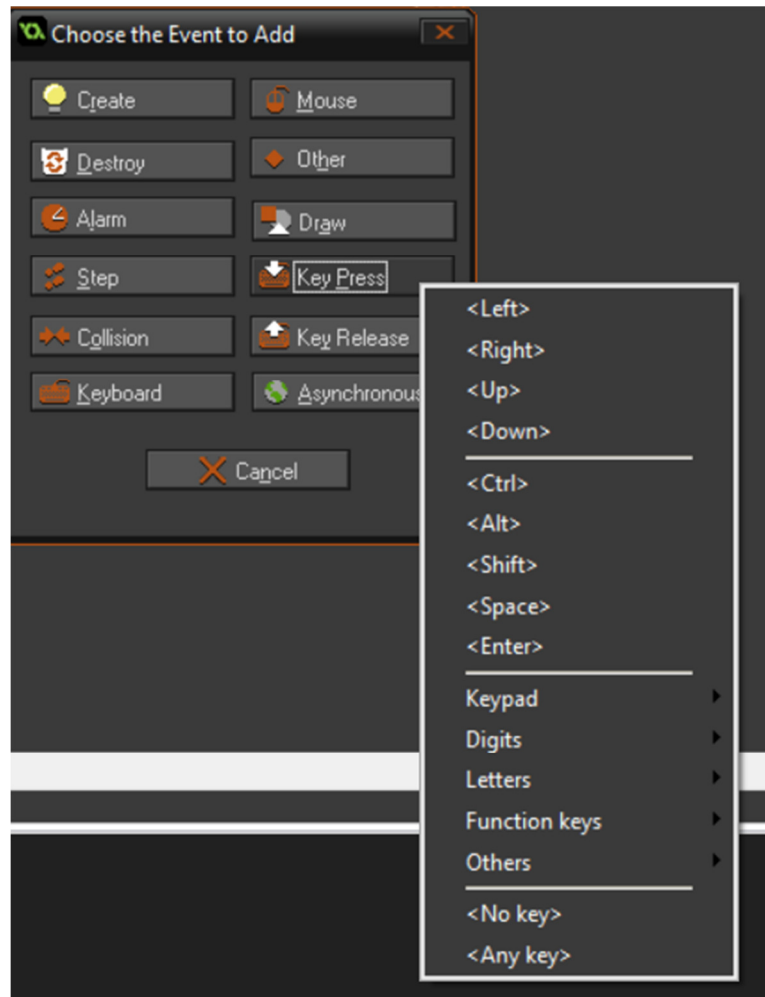 Choose the Event to Add
Create
Mouse
Destroy
Other
Alarm
Draw
Step
Key Press
Collision
Key Release
Keyboard
Asynchronous
Cancel
<Left>
<Right>
<Up>
<Down>
<Ctrl>
<Alt>
<Shift>
<Space>
<Enter>
Keypad
Digits
Letters
Function keys
Others
<No key>
<Any key>